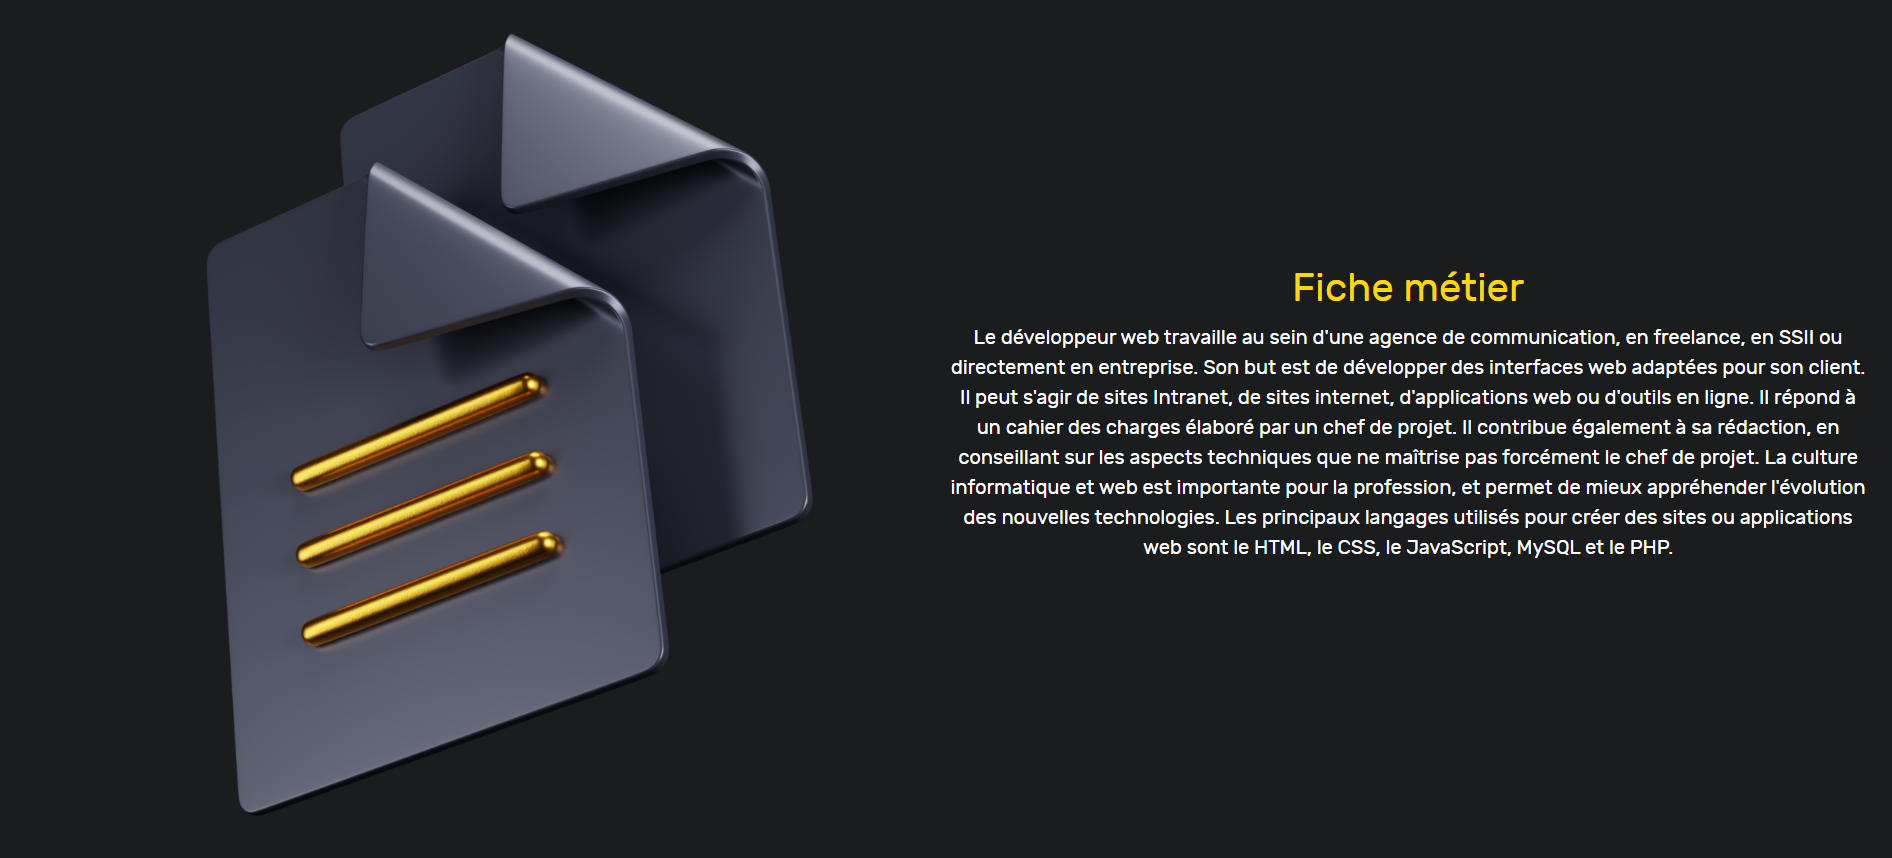 Fiche métier
Le développeur web travaille au sein d'une agence de communication, en freelance, en SSII ou
directement en entreprise. Son but est de développer des interfaces web adaptées pour son client.
Il peut s'agir de sites Intranet, de sites internet, d'applications web ou d'outils en ligne. Il répond à
un cahier des charges élaboré par un chef de projet. Il contribue également à sa rédaction, en
conseillant sur les aspects techniques que ne maîtrise pas forcément le chef de projet. La culture
informatique et web est importante pour la profession, et permet de mieux appréhender l'évolution
des nouvelles technologies. Les principaux langages utilisés pour créer des sites ou applications
web sont le HTML, le CSS, le JavaScript, MySQL et le PHP.